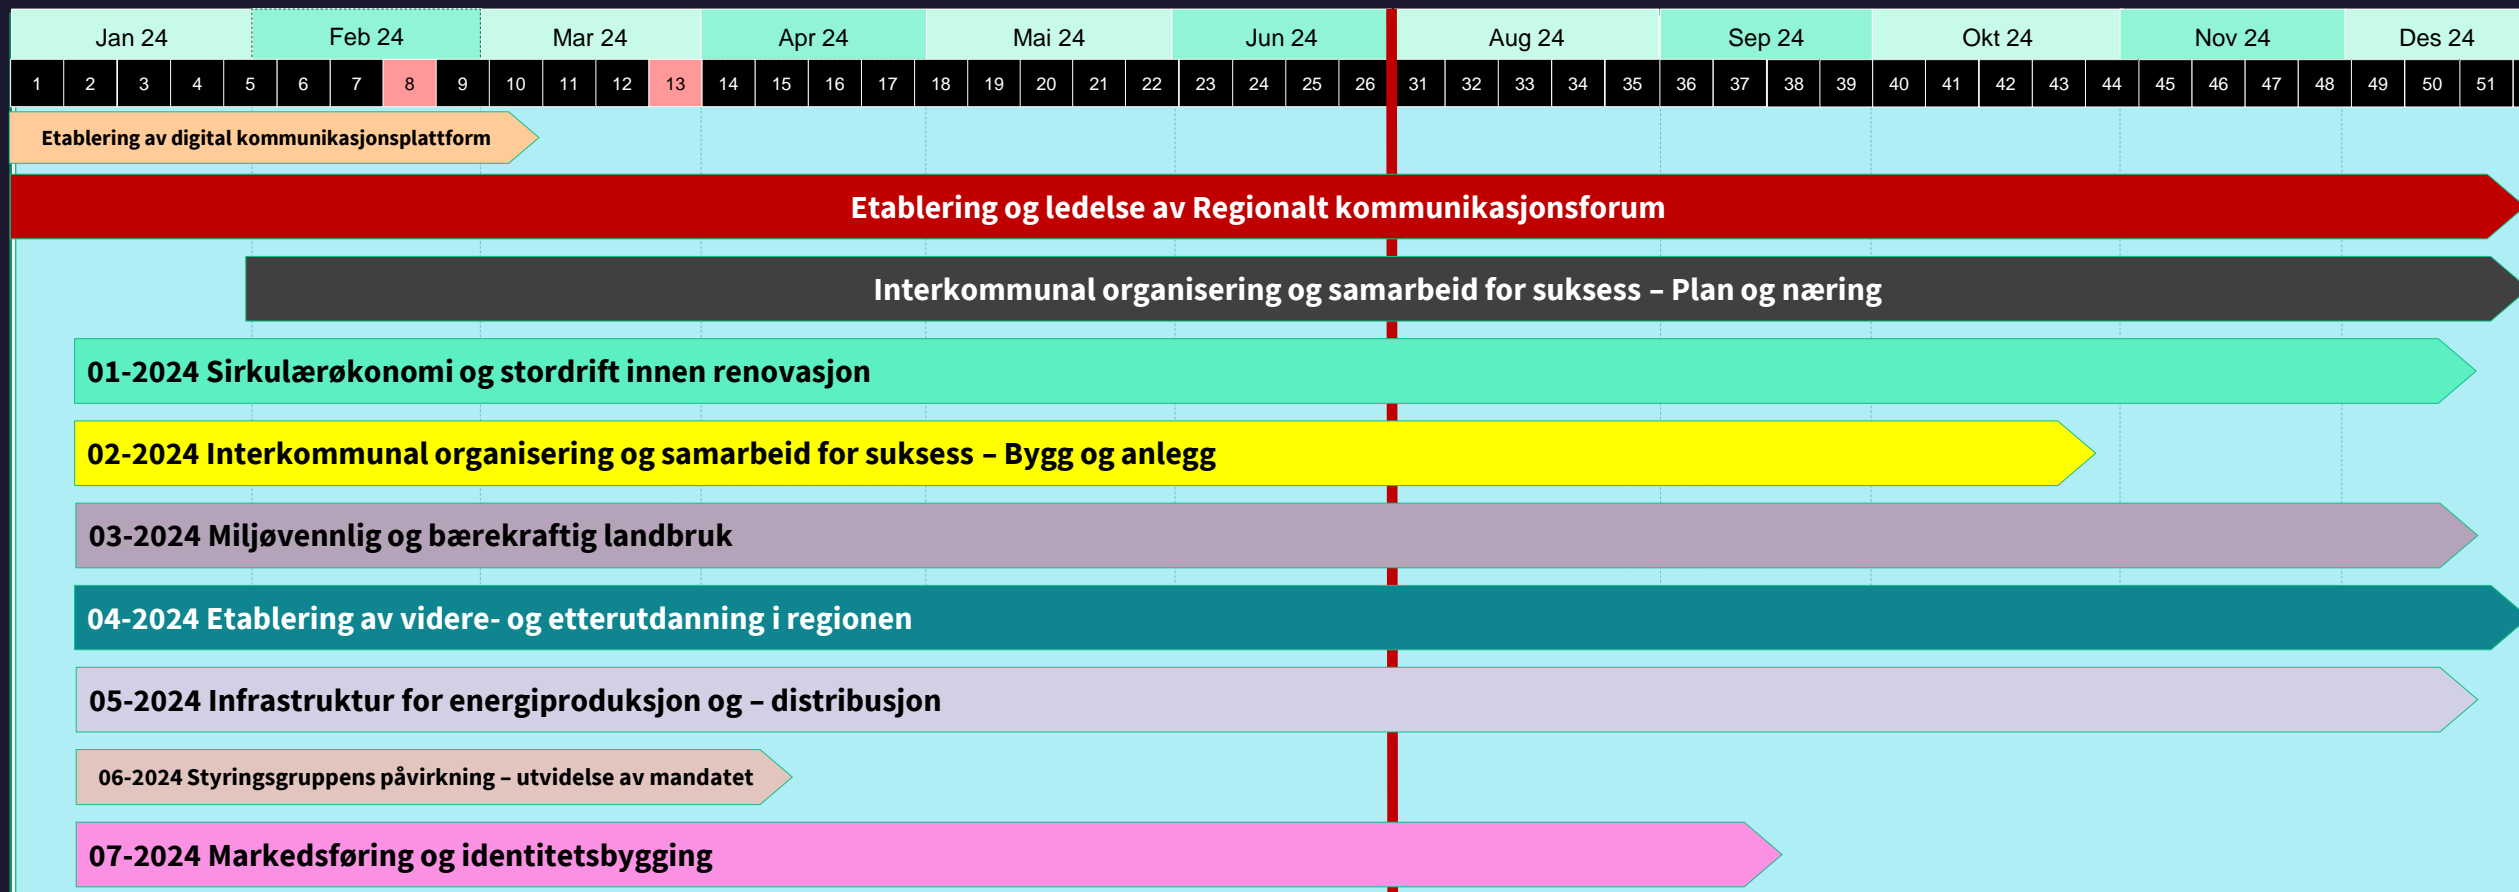 Jan 24 Feb 24 Mar 24 Apr 24 Mai 24 Jun 24 Aug 24 Sep 24 Okt 24 Nov 24 Des 24
1 2 3 4 5 6 7 8 9 10 11 12 13 14 15 16 17 18 19 20 21 22 23 24 25 26 31 32 33 34 35 36 37 38 39 40 41 42 43 44 45 46 47 48 49 50 51
Etablering av digital kommunikasjonsplattform
Etablering og ledelse av Regionalt kommunikasjonsforum
Interkommunal organisering og samarbeid for suksess – Plan og næring
01-2024 Sirkulærøkonomi og stordrift innen renovasjon
02-2024 Interkommunal organisering og samarbeid for suksess – Bygg og anlegg
03-2024 Miljøvennlig og bærekraftig landbruk
04-2024 Etablering av videre- og etterutdanning i regionen
05-2024 Infrastruktur for energiproduksjon og – distribusjon
06-2024 Styringsgruppens påvirkning – utvidelse av mandatet
07-2024 Markedsføring og identitetsbygging